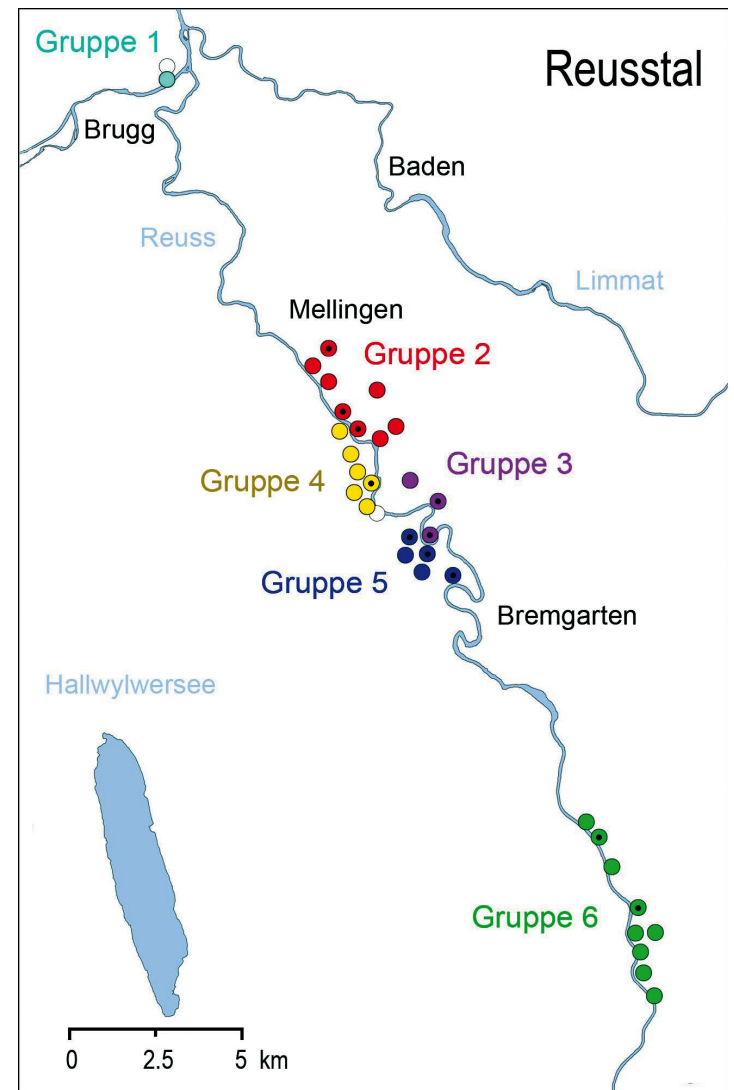 Gruppe 1
Reusstal
Brugg
Baden
Reuss
Limmat
Mellingen
Gruppe 2
Gruppe 3
Gruppe 4
Gruppe 5
Bremgarten
Hallwylwersee
Gruppe 6
0 2.5 5 km